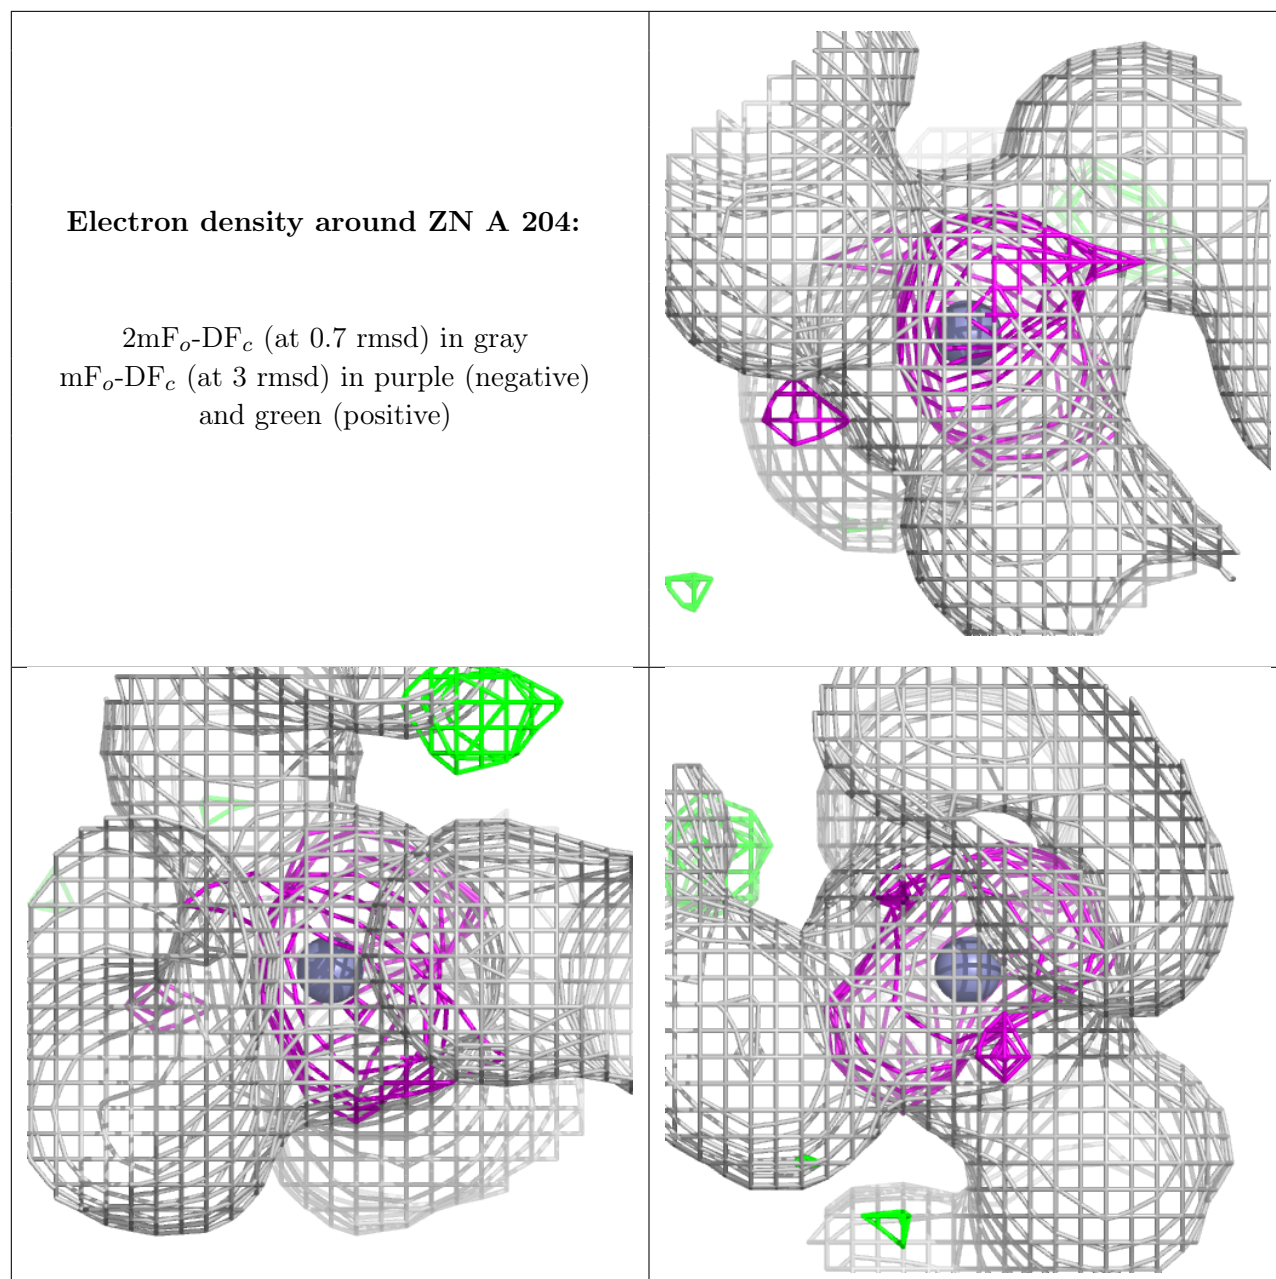 Electron density around ZN A 204:
2mFo-DFc (at 0.7 rmsd) in gray
mFo-DFc (at 3 rmsd) in purple (negative)
and green (positive)